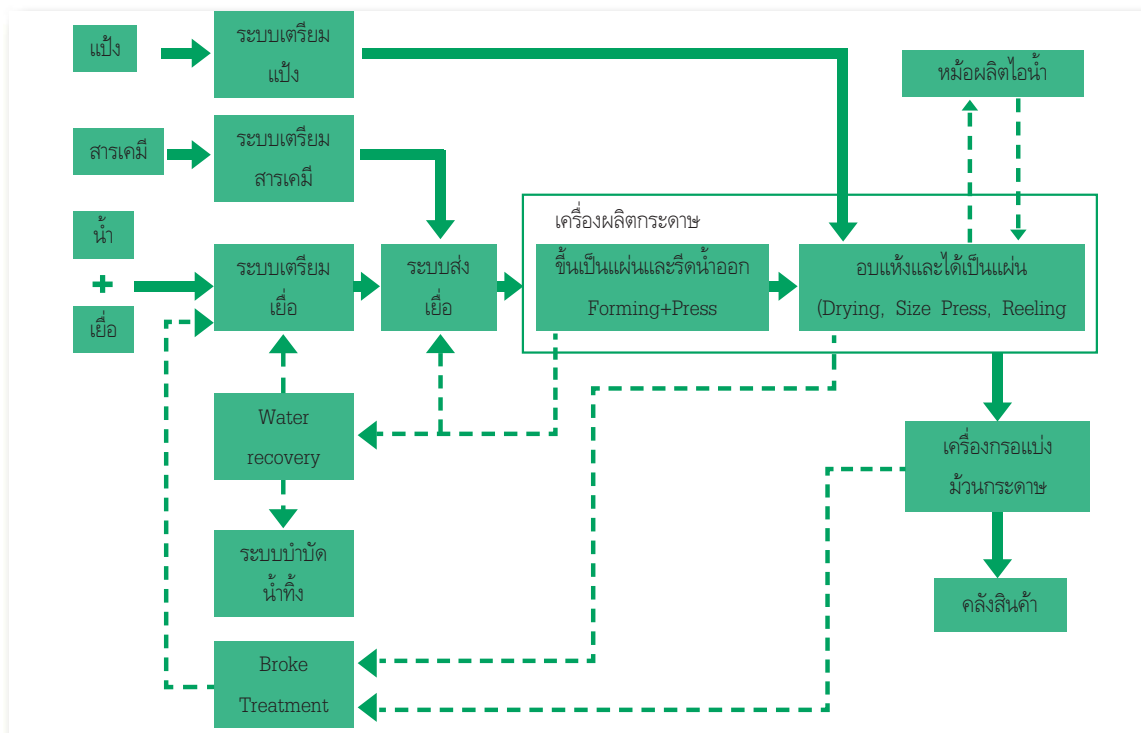 แป้ง
ระบบเตรียม
แป้ง
หม้อผลิตไอน้ำ
สารเคมี
ระบบเตรียม
สารเคมี
น้ำ
+
เยื่อ
ระบบเตรียม
เยื่อ
ระบบส่ง
เยื่อ
เครื่องผลิตกระดาษ
ขึ้นเป็นแผ่นและรีดน้ำออก
Forming+Press
อบแห้งและได้เป็นแผ่น
(Drying, Size Press, Reeling
Water
recovery
เครื่องกรอแบ่ง
ม้วนกระดาษ
ระบบบำบัด
น้ำทิ้ง
คลังสินค้า
Broke
Treatment